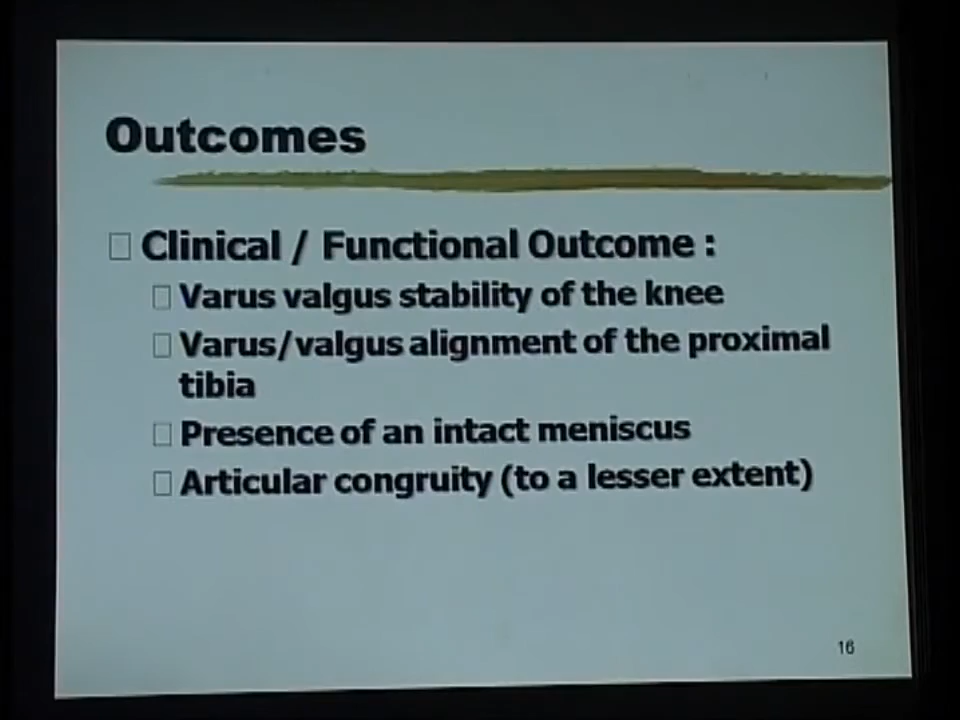 Outcomes
Clinical / Functional Outcome :
Varus valgus stability of the knee
Varus/valgus alignment of the proximal
tibia
Presence of an intact meniscus
Articular congruity (to a lesser extent)
16